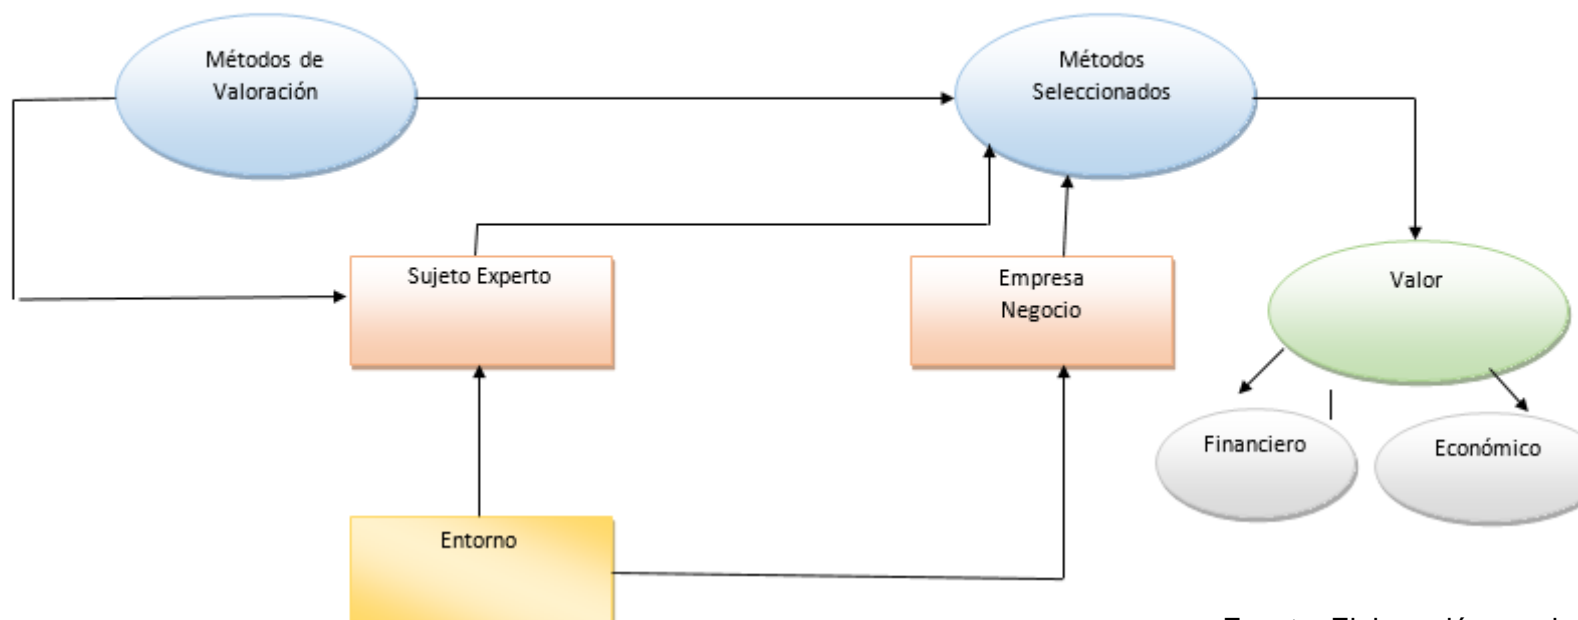 Métodos de
Valoración
Métodos
Seleccionados
Sujeto Experto
Empresa
Negocio
Valor
Financiero
Económico
Entorno